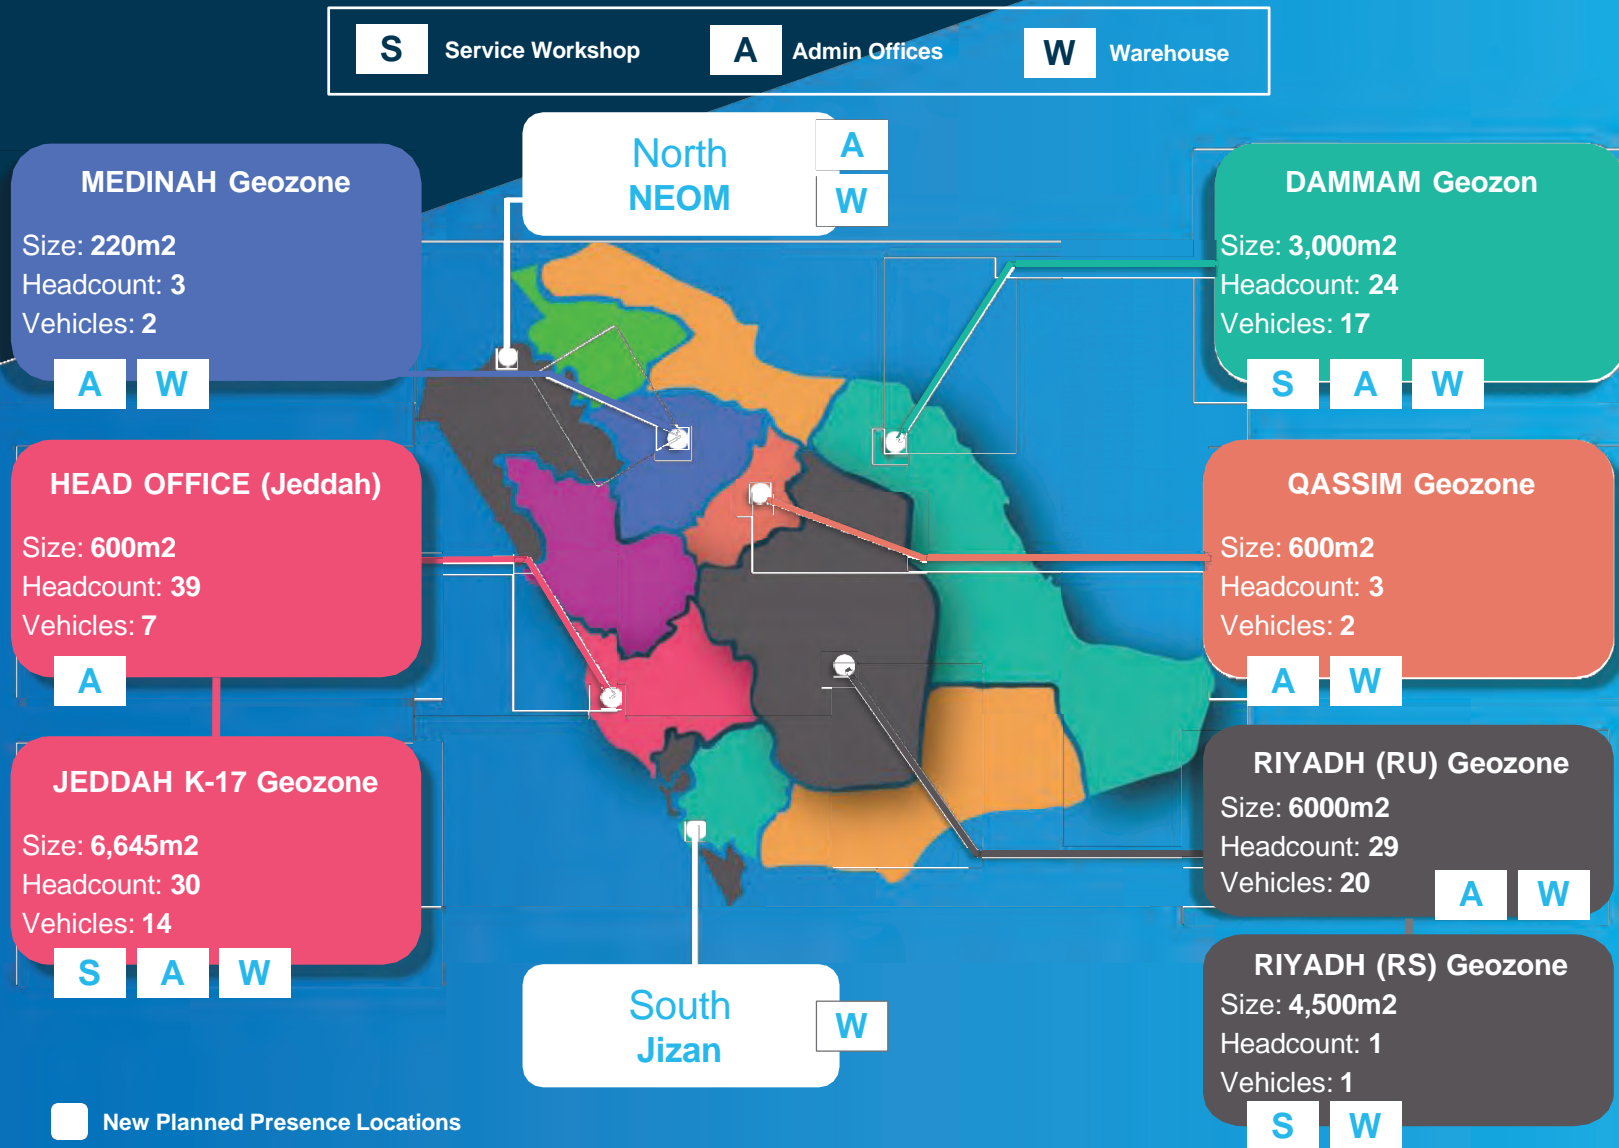 S Service Workshop A Admin Offices W Warehouse
North
NEOM
A
W
MEDINAH Geozone
Size: 220m2
Headcount: 3
Vehicles: 2
A W
HEAD OFFICE (Jeddah)
Size: 600m2
Headcount: 39
Vehicles: 7
A
JEDDAH K-17 Geozone
Size: 6,645m2
Headcount: 30
Vehicles: 14
S A W
South
Jizan
W
DAMMAM Geozon
Size: 3,000m2
Headcount: 24
Vehicles: 17
S A W
QASSIM Geozone
Size: 600m2
Headcount: 3
Vehicles: 2
A W
RIYADH (RU) Geozone
Size: 6000m2
Headcount: 29
Vehicles: 20
A W
RIYADH (RS) Geozone
Size: 4,500m2
Headcount: 1
Vehicles: 1
S W
New Planned Presence Locations